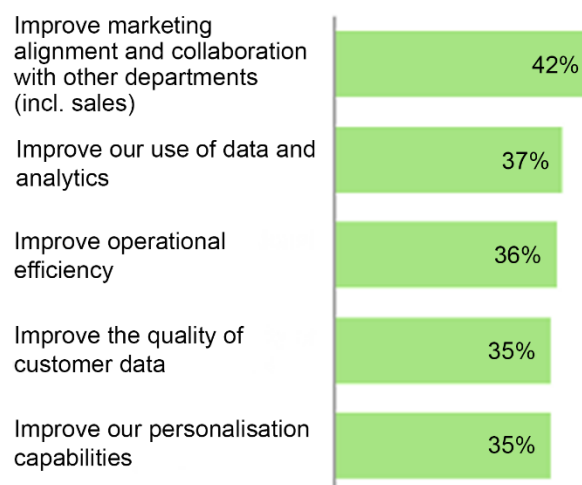 Improve marketing
alignment and collaboration
with other departments
(incl. sales)
42%
Improve our use of data and
analytics
37%
Improve operational
efficiency
36%
Improve the quality of
customer data
35%
Improve our personalisation
capabilities
35%